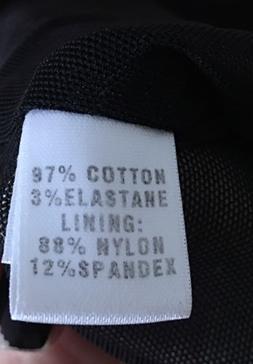 97% COTTON
3%ELASTANE
LINING:
88% NYLON
12%SPANDEX